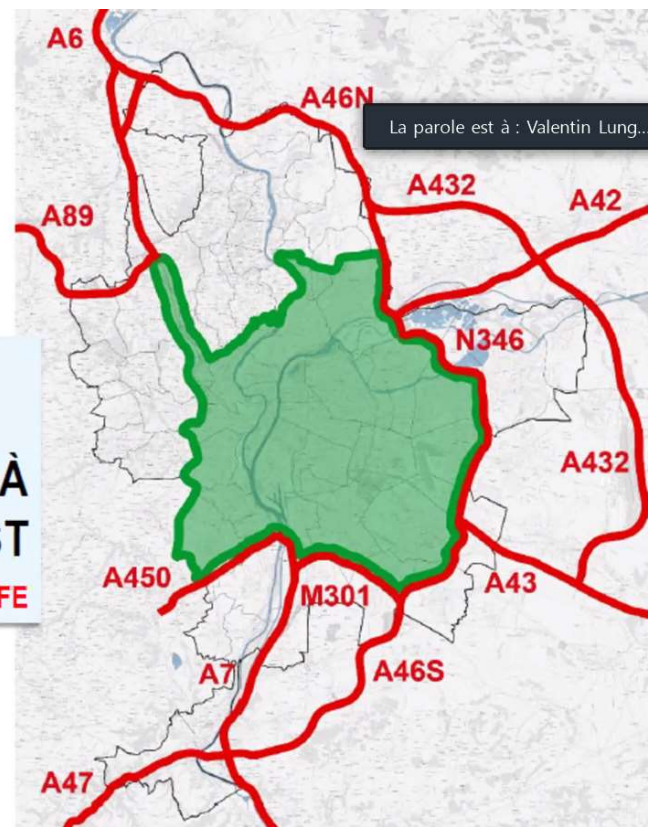 A6
A46N
La parole est à : Valentin Lung...
A432
A42
A89
N346
À
ST
A432
FE
A450
M301
A43
A7
A46S
A47